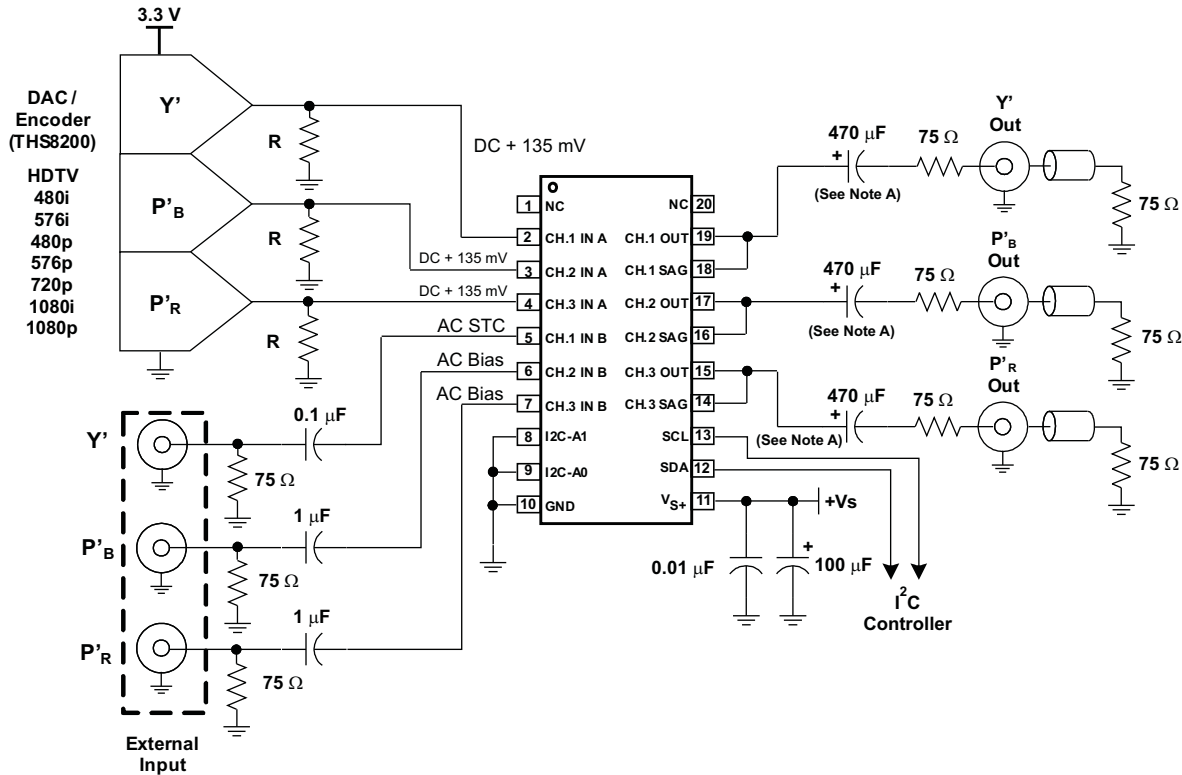 3.3 V
DAC /
Encoder
(THS8200)
HDTV
480i
576i
480p
576p
720p
1080i
1080p
Y'
P'B
P'R
R
R
R
DC + 135 mV
DC + 135 mV
DC + 135 mV
AC STC
AC Bias
AC Bias
1 NC
2 CH.1 IN A
3 CH.2 IN A
4 CH.3 IN A
5 CH.1 IN B
6 CH.2 IN B
7 CH.3 IN B
8 I2C-A1
9 I2C-A0
10 GND
NC 20
CH.1 OUT 19
CH.1 SAG 18
CH.2 OUT 17
CH.2 SAG 16
CH.3 OUT 15
CH.3 SAG 14
SCL 13
SDA 12
VS+ 11
470 µF
+
(See Note A)
75 Ω
Y'
Out
75 Ω
470 µF
+
(See Note A)
75 Ω
P'B
Out
75 Ω
470 µF
+
(See Note A)
75 Ω
P'R
Out
75 Ω
Y'
75 Ω
0.1 µF
P'B
75 Ω
1 µF
P'R
75 Ω
1 µF
External
Input
+Vs
0.01 µF
+
100 µF
I²C
Controller